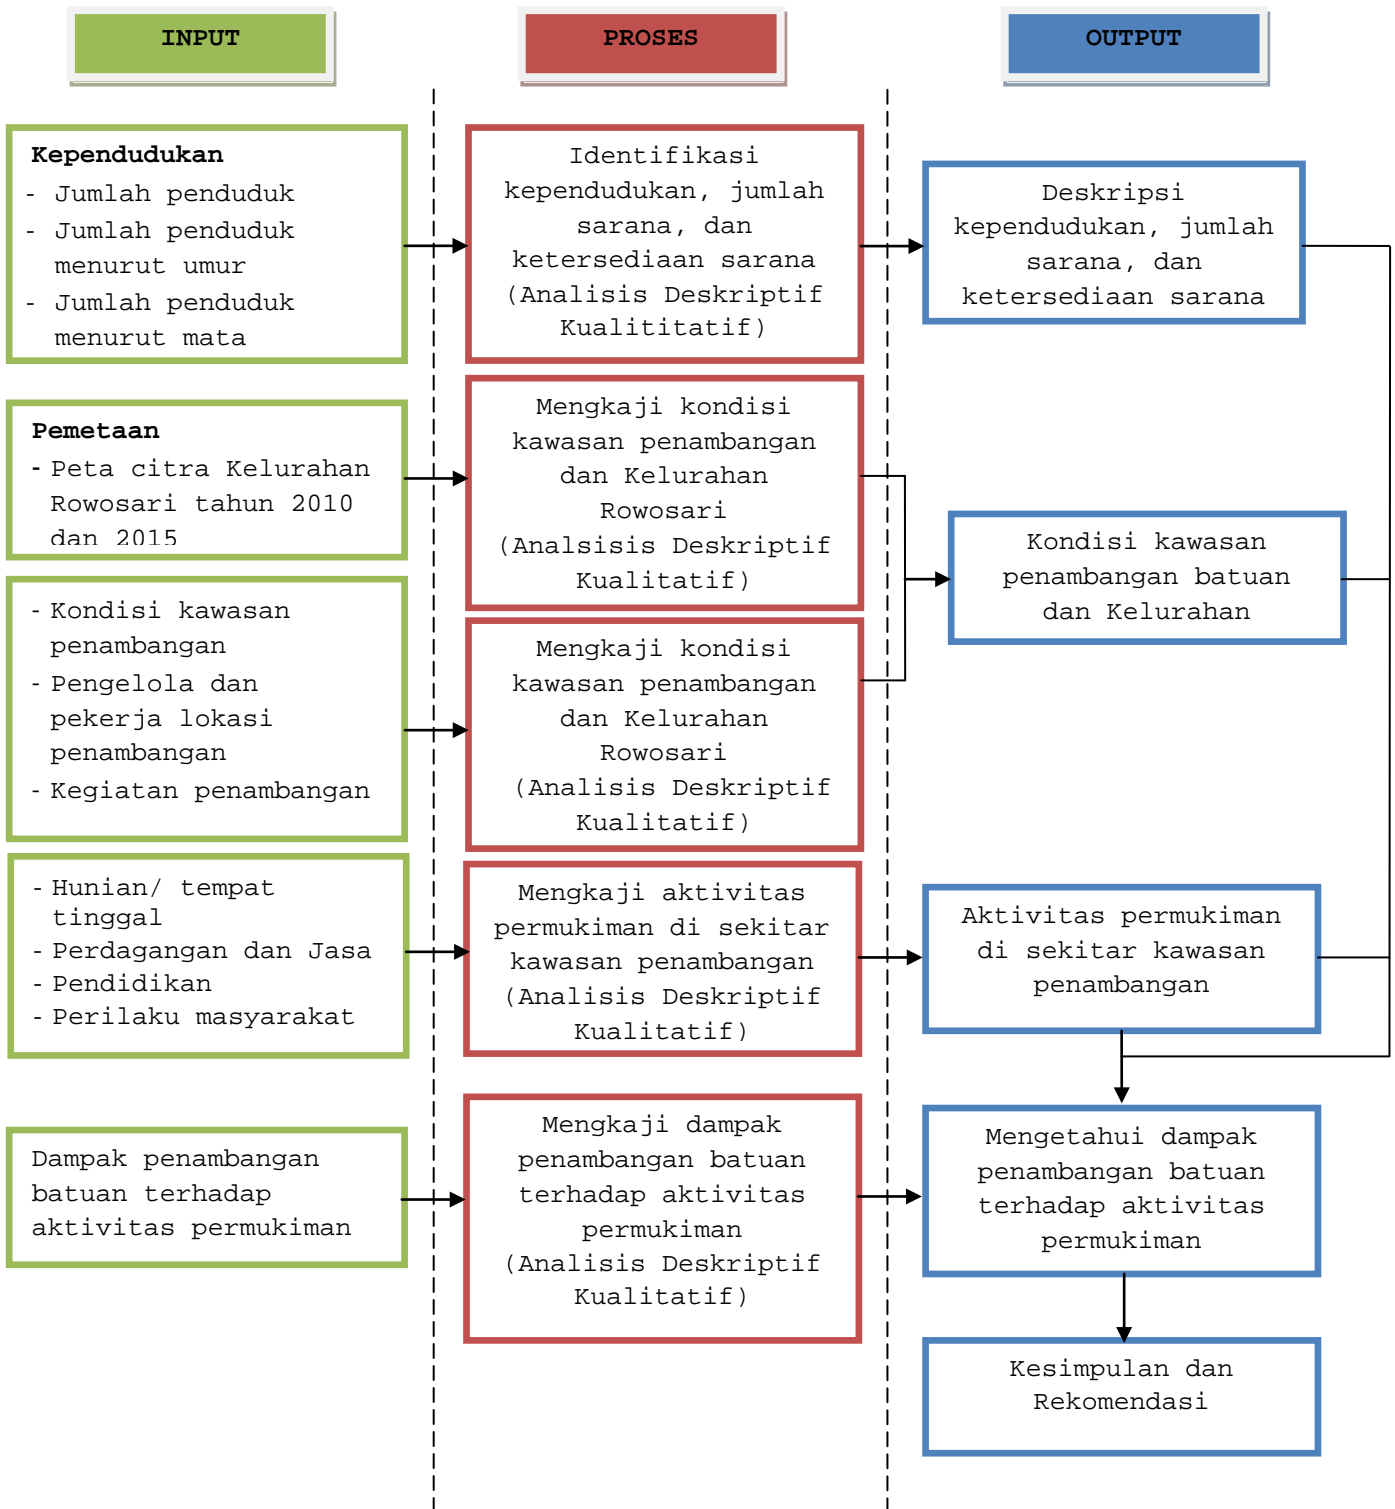 INPUT
PROSES
OUTPUT
Kependudukan
- Jumlah penduduk
- Jumlah penduduk
menurut umur
- Jumlah penduduk
menurut mata
Identifikasi
kependudukan, jumlah
sarana, dan
ketersediaan sarana
(Analisis Deskriptif
Kualititatif)
Deskripsi
kependudukan, jumlah
sarana, dan
ketersediaan sarana
Pemetaan
- Peta citra Kelurahan
Rowosari tahun 2010
dan 2015
Mengkaji kondisi
kawasan penambangan
dan Kelurahan
Rowosari
(Analsisis Deskriptif
Kualitatif)
Kondisi kawasan
penambangan batuan
dan Kelurahan
- Kondisi kawasan
penambangan
- Pengelola dan
pekerja lokasi
penambangan
- Kegiatan penambangan
Mengkaji kondisi
kawasan penambangan
dan Kelurahan
Rowosari
(Analisis Deskriptif
Kualitatif)
- Hunian/ tempat
tinggal
- Perdagangan dan Jasa
- Pendidikan
- Perilaku masyarakat
Mengkaji aktivitas
permukiman di sekitar
kawasan penambangan
(Analisis Deskriptif
Kualitatif)
Aktivitas permukiman
di sekitar kawasan
penambangan
Dampak penambangan
batuan terhadap
aktivitas permukiman
Mengkaji dampak
penambangan batuan
terhadap aktivitas
permukiman
(Analisis Deskriptif
Kualitatif)
Mengetahui dampak
penambangan batuan
terhadap aktivitas
permukiman
Kesimpulan dan
Rekomendasi